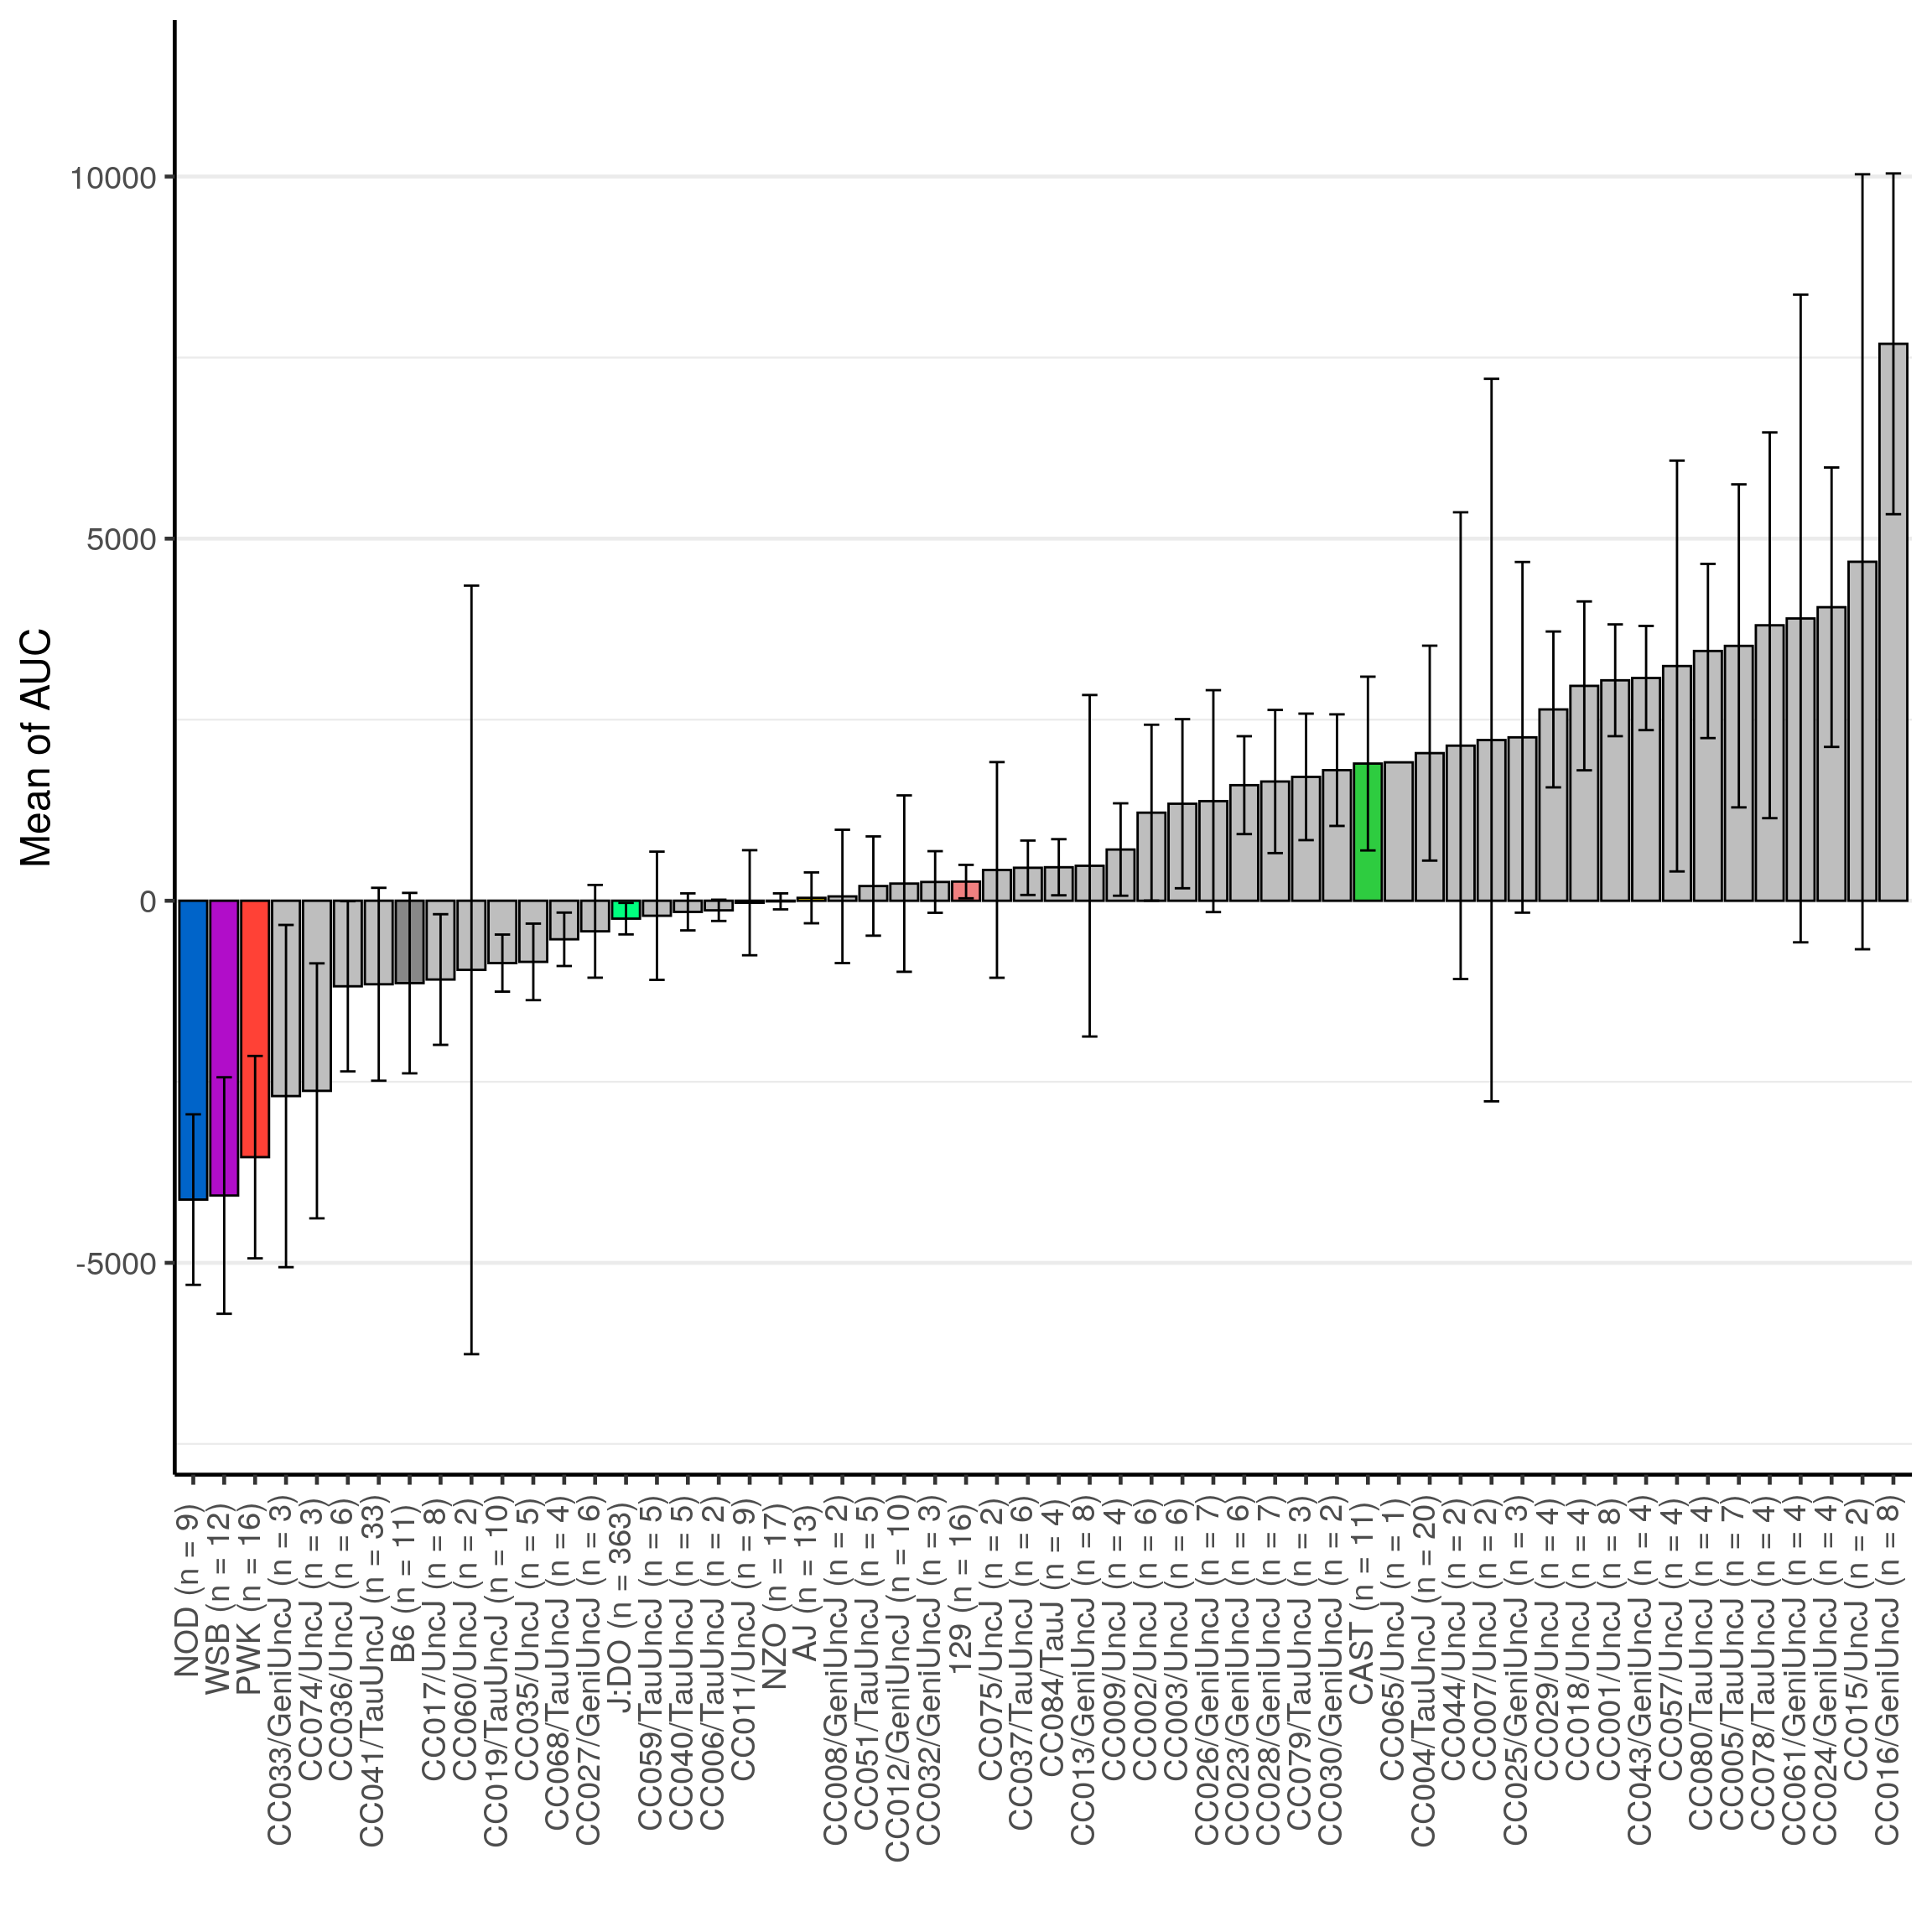 Mean of AUC
10000
5000
0
-5000
NOD (n = 9)
WSB (n = 12)
PWK (n = 16)
CC033/GeniUncJ (n = 3)
CC074/UncJ (n = 3)
CC036/UncJ (n = 6)
CC041/TauUncJ (n = 33)
B6 (n = 11)
CC017/UncJ (n = 8)
CC060/UncJ (n = 2)
CC019/TauUncJ (n = 10)
CC035/UncJ (n = 5)
CC068/TauUncJ (n = 4)
CC027/GeniUncJ (n = 6)
J:DO (n = 363)
CC059/TauUncJ (n = 5)
CC040/TauUncJ (n = 5)
CC006/TauUncJ (n = 2)
CC011/UncJ (n = 9)
NZO (n = 17)
AJ (n = 13)
CC008/GeniUncJ (n = 2)
CC051/TauUncJ (n = 5)
CC012/GeniUncJ (n = 10)
CC032/GeniUncJ (n = 3)
129 (n = 16)
CC075/UncJ (n = 2)
CC037/TauUncJ (n = 6)
CC084/TauJ (n = 4)
CC013/GeniUncJ (n = 8)
CC009/UncJ (n = 4)
CC002/UncJ (n = 6)
CC003/UncJ (n = 6)
CC026/GeniUncJ (n = 7)
CC023/GeniUncJ (n = 6)
CC028/GeniUncJ (n = 7)
CC079/TauUncJ (n = 3)
CC030/GeniUncJ (n = 2)
CAST (n = 11)
CC065/UncJ (n = 1)
CC004/TauUncJ (n = 20)
CC044/UncJ (n = 2)
CC007/UncJ (n = 2)
CC025/GeniUncJ (n = 3)
CC029/UncJ (n = 4)
CC018/UncJ (n = 4)
CC001/UncJ (n = 8)
CC043/GeniUncJ (n = 4)
CC057/UncJ (n = 4)
CC080/TauUncJ (n = 4)
CC005/TauUncJ (n = 7)
CC078/TauUncJ (n = 4)
CC061/GeniUncJ (n = 4)
CC024/GeniUncJ (n = 4)
CC015/UncJ (n = 2)
CC016/GeniUncJ (n = 8)